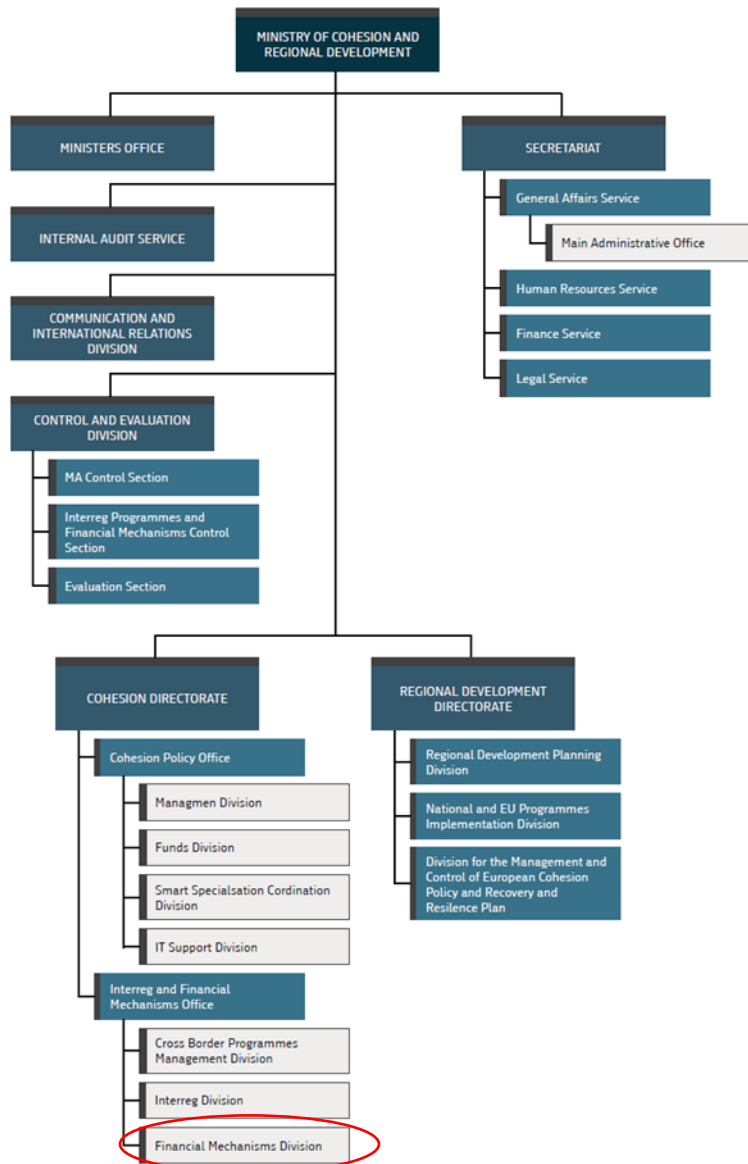 MINISTRY OF COHESION AND
REGIONAL DEVELOPMENT
MINISTERS OFFICE
SECRETARIAT
General Affairs Service
Main Administrative Office
INTERNAL AUDIT SERVICE
Human Resources Service
COMMUNICATION AND
INTERNATIONAL RELATIONS
DIVISION
Finance Service
Legal Service
CONTROL AND EVALUATION
DIVISION
MA Control Section
Interreg Programmes and
Financial Mechanisms Control
Section
Evaluation Section
COHESION DIRECTORATE
Cohesion Policy Office
Managmen Division
Funds Division
Smart Specialsation Cordination
Division
IT Support Division
Interreg and Financial
Mechanisms Office
Cross Border Programmes
Management Division
Interreg Division
Financial Mechanisms Division
REGIONAL DEVELOPMENT
DIRECTORATE
Regional Development Planning
Division
National and EU Programmes
Implementation Division
Division for the Management and
Control of European Cohesion
Policy and Recovery and
Resilence Plan